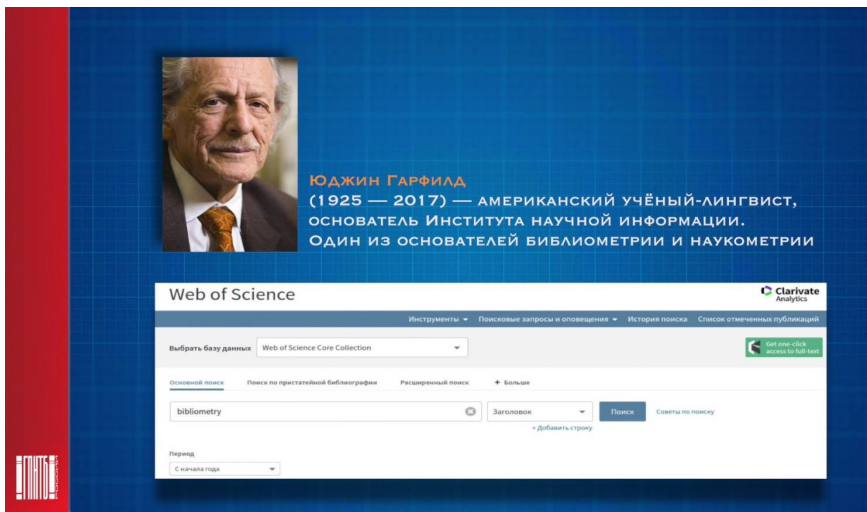 Юджин Гарфилд
(1925 — 2017) — американский учёный-лингвист,
основатель Института научной информации.
Один из основателей библиометрии и наукометрии
Web of Science
Clarivate
Analytics
Инструменты Поисковые запросы и оповещения История поиска Список отмеченных публикаций
Выбрать базу данных Web of Science Core Collection
Get one-click
access to full-text
Основной поиск Поиск по пристатейной библиографии Расширенный поиск + Больше
bibliometry Заголовок Поиск Советы по поиску
+ Добавить строку
Период
С начала года
ГПНТБ